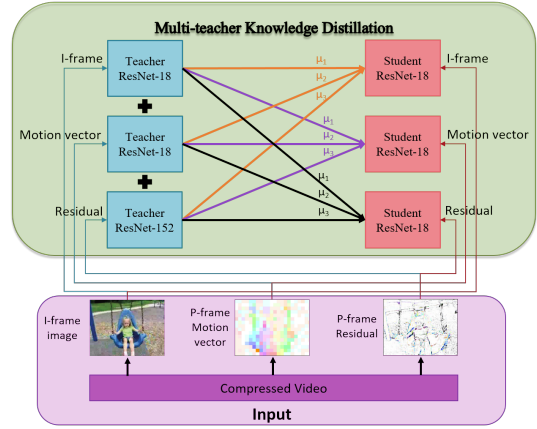 Multi-teacher Knowledge Distillation
I-frame
Teacher
ResNet-18
μ1
μ2
μ3
Student
ResNet-18
I-frame
+
Motion vector
Teacher
ResNet-18
μ1
μ2
μ3
Student
ResNet-18
Motion vector
+
Residual
Teacher
ResNet-152
μ1
μ2
μ3
Student
ResNet-18
Residual
I-frame
image
P-frame
Motion
vector
P-frame
Residual
Compressed Video
Input